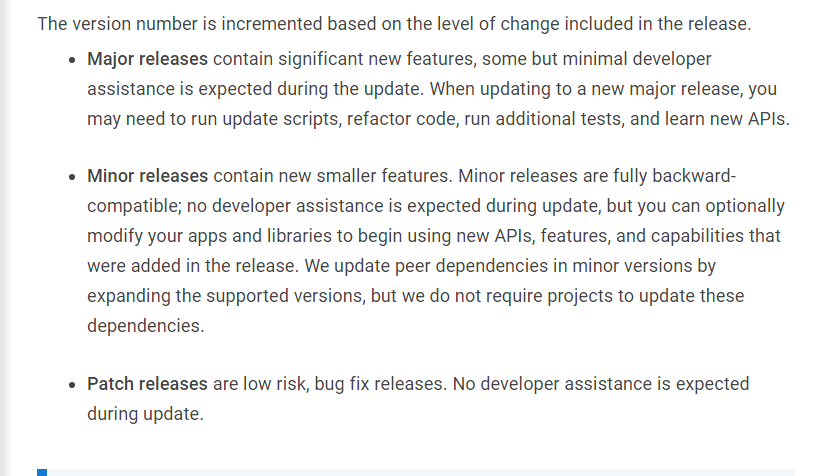 The version number is incremented based on the level of change included in the release.
Major releases contain significant new features, some but minimal developer
assistance is expected during the update. When updating to a new major release, you
may need to run update scripts, refactor code, run additional tests, and learn new APIs.
Minor releases contain new smaller features. Minor releases are fully backward-
compatible; no developer assistance is expected during update, but you can optionally
modify your apps and libraries to begin using new APIs, features, and capabilities that
were added in the release. We update peer dependencies in minor versions by
expanding the supported versions, but we do not require projects to update these
dependencies.
Patch releases are low risk, bug fix releases. No developer assistance is expected
during update.